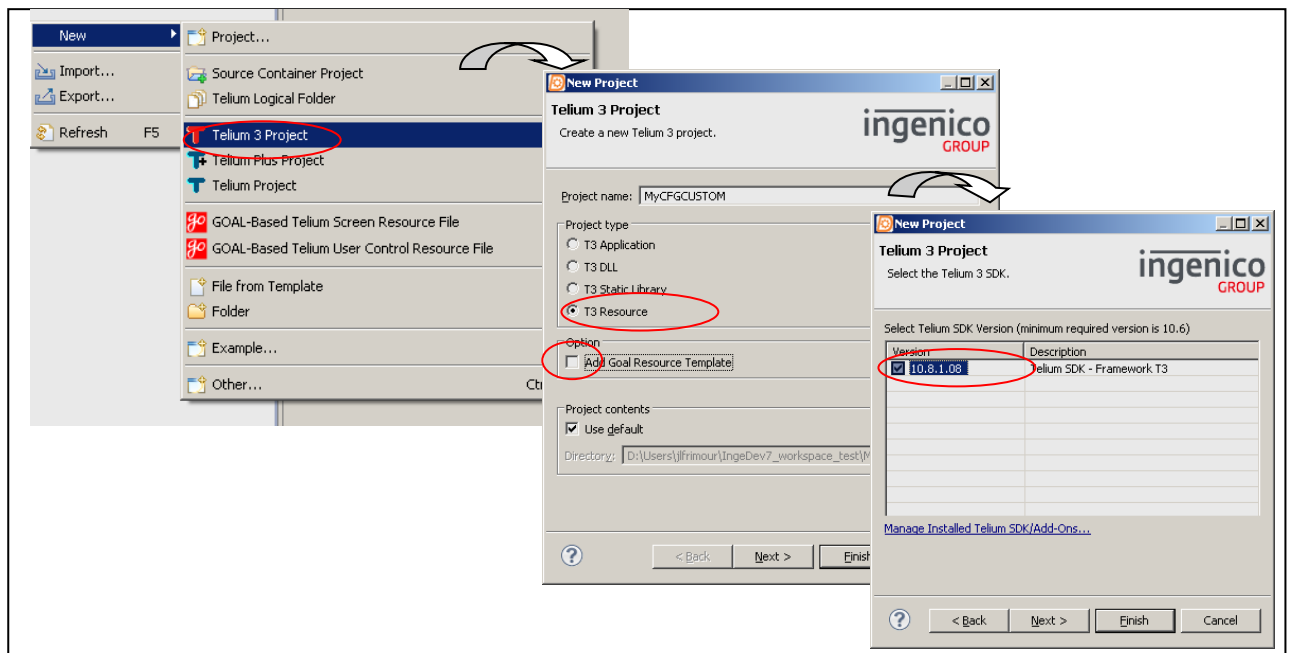 New
Import...
Export...
Refresh F5
Project...
Source Container Project
Telium Logical Folder
Telium 3 Project
Telium Plus Project
Telium Project
GOAL-Based Telium Screen Resource File
GOAL-Based Telium User Control Resource File
File from Template
Folder
Example...
Other...
New Project
Telium 3 Project
Create a new Telium 3 project.
ingenico
GROUP
Project name: MyCFGCUSTOM
Project type
T3 Application
T3 DLL
T3 Static Library
T3 Resource
Option
Add Goal Resource Template
Project contents
Use default
Directory: D:\Users\jlfrimour\IngeDev7_workspace_test\M
? < Back Next > Finish
New Project
Telium 3 Project
Select the Telium 3 SDK.
ingenico
GROUP
Select Telium SDK Version (minimum required version is 10.6)
Version Description
10.8.1.08 Telium SDK - Framework T3
Manage Installed Telium SDK/Add-Ons...
? < Back Next > Finish Cancel